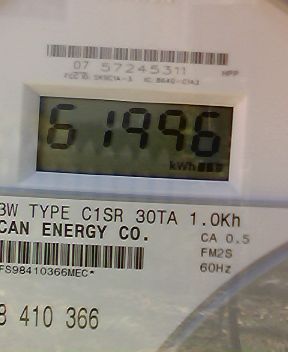 07 57245311
61996
kWh
3W TYPE C1SR 30TA 1.0Kh
CAN ENERGY CO.
CA 0.5
FM2S
60Hz
FS98410366MEC*
8 410 366